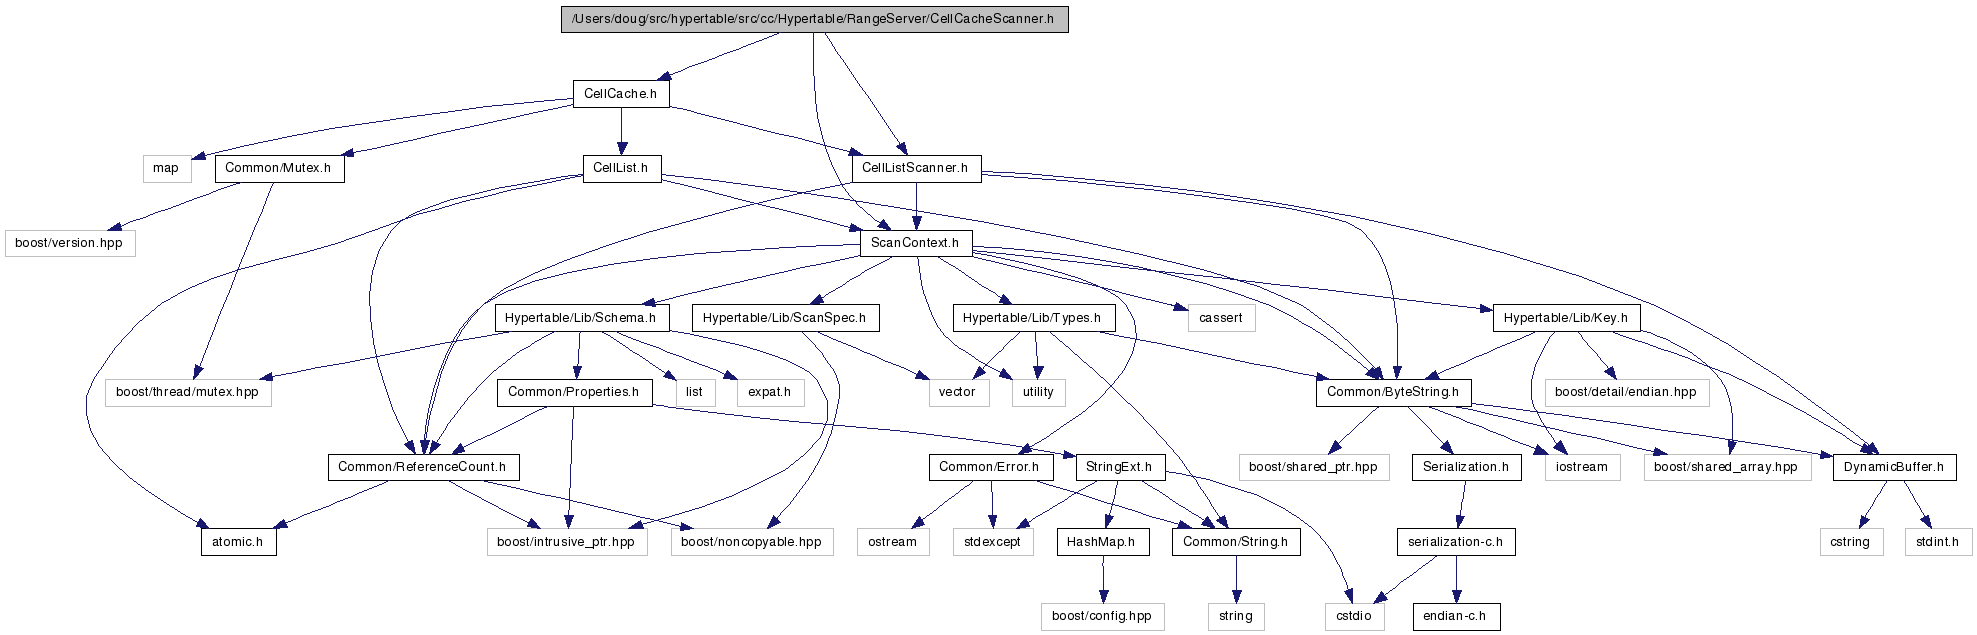 /Users/doug/src/hypertable/src/cc/Hypertable/RangeServer/CellCacheScanner.h
CellCache.h
map
Common/Mutex.h
CellList.h
CellListScanner.h
boost/version.hpp
ScanContext.h
Hypertable/Lib/Schema.h
Hypertable/Lib/ScanSpec.h
Hypertable/Lib/Types.h
cassert
Hypertable/Lib/Key.h
boost/thread/mutex.hpp
Common/Properties.h
list
expat.h
vector
utility
Common/ByteString.h
boost/detail/endian.hpp
Common/ReferenceCount.h
Common/Error.h
StringExt.h
boost/shared_ptr.hpp
Serialization.h
iostream
boost/shared_array.hpp
DynamicBuffer.h
atomic.h
boost/intrusive_ptr.hpp
boost/noncopyable.hpp
ostream
stdexcept
HashMap.h
Common/String.h
serialization-c.h
cstring
stdint.h
boost/config.hpp
string
cstdio
endian-c.h